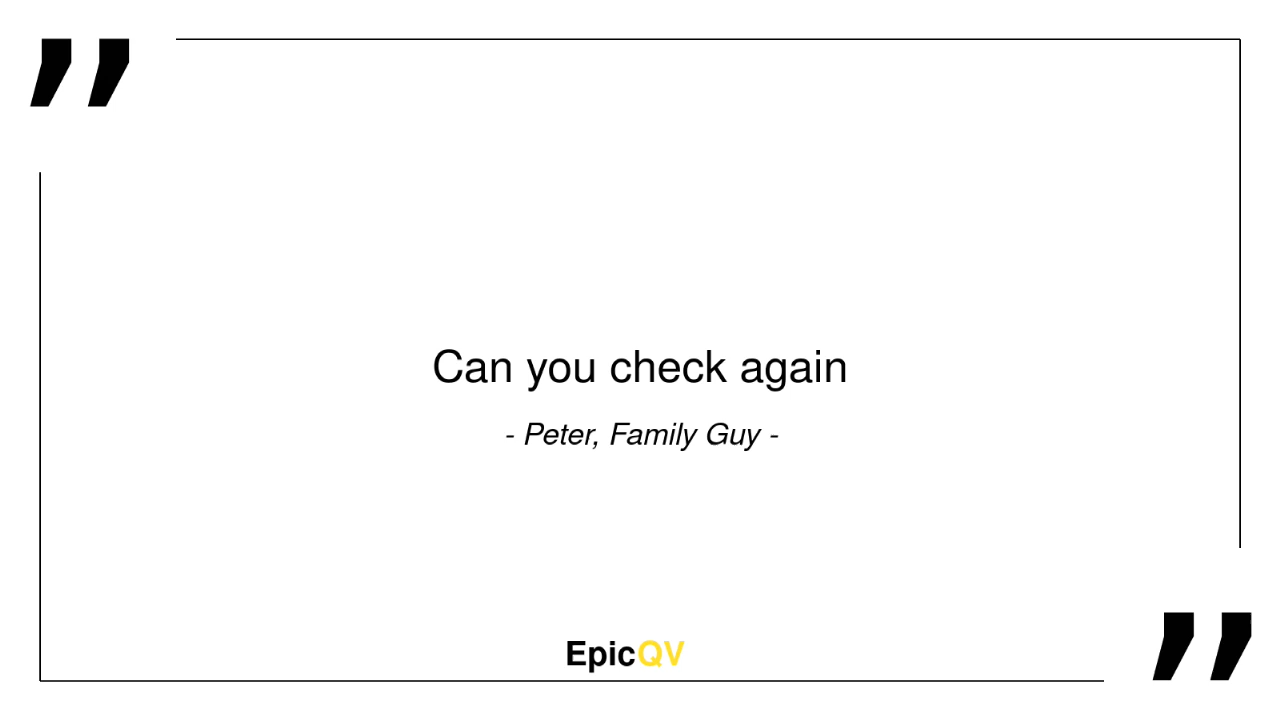 ”
Can you check again
- Peter, Family Guy -
EpicQV
”